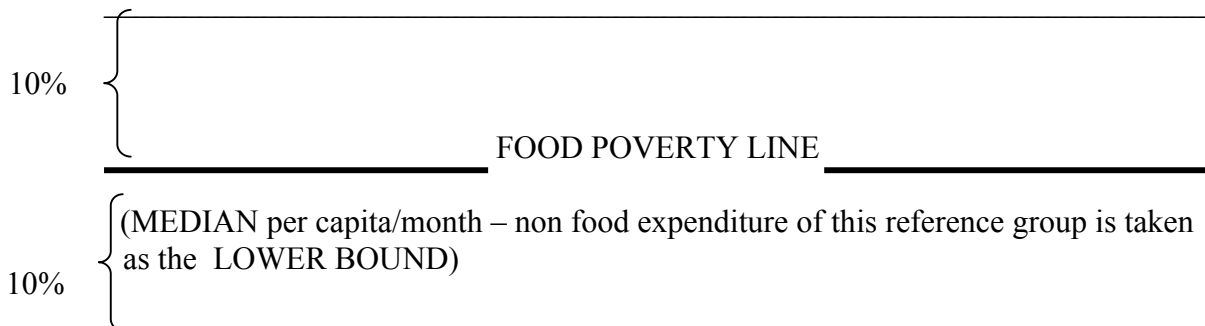 10%
FOOD POVERTY LINE
(MEDIAN per capita/month – non food expenditure of this reference group is taken
as the LOWER BOUND)
10%